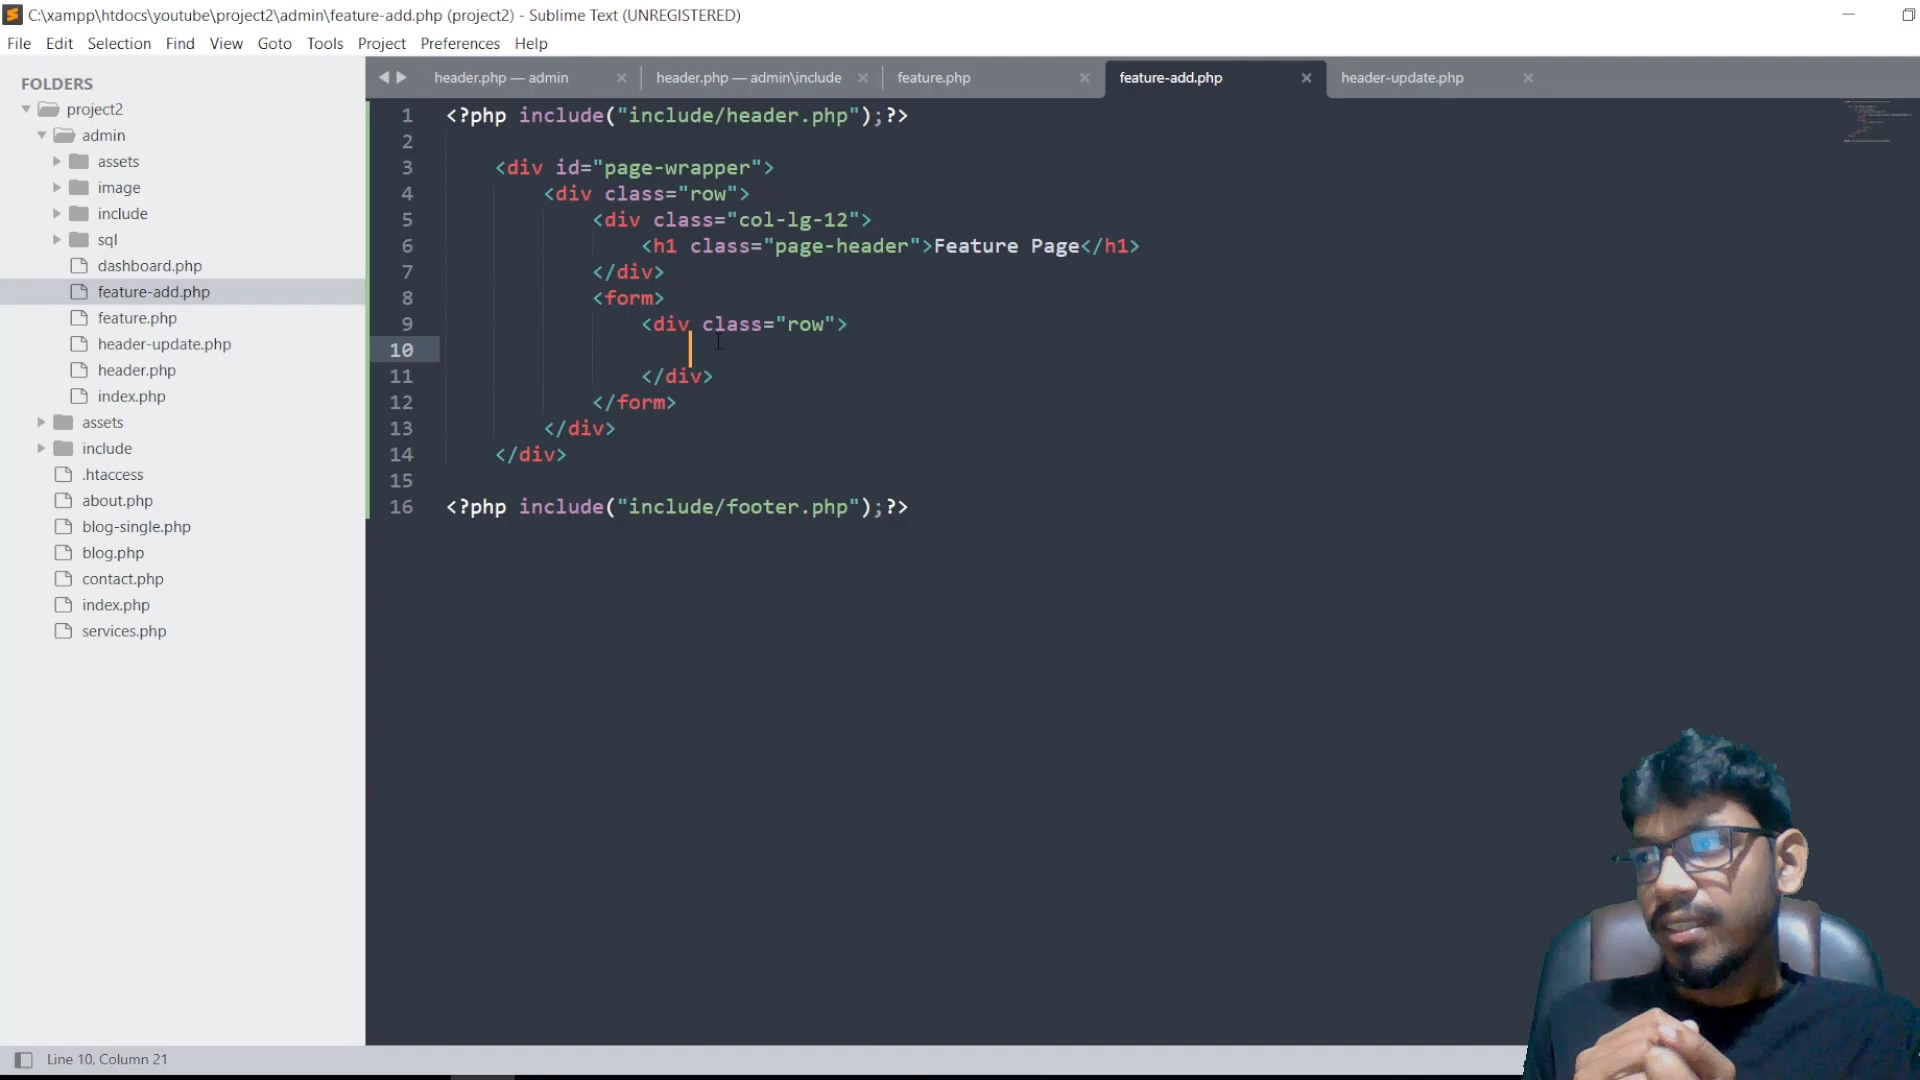 C:\xampp\htdocs\youtube\project2\admin\feature-add.php (project2) - Sublime Text (UNREGISTERED)
File Edit Selection Find View Goto Tools Project Preferences Help
FOLDERS
project2
admin
assets
image
include
sql
dashboard.php
feature-add.php
feature.php
header-update.php
header.php
index.php
assets
include
.htaccess
about.php
blog-single.php
blog.php
contact.php
index.php
services.php
header.php — admin
header.php — admin\include
feature.php
feature-add.php
header-update.php
1 <?php include("include/header.php");?>
2
3 <div id="page-wrapper">
4 <div class="row">
5 <div class="col-lg-12">
6 <h1 class="page-header">Feature Page</h1>
7 </div>
8 <form>
9 <div class="row">
10
11 </div>
12 </form>
13 </div>
14 </div>
15
16 <?php include("include/footer.php");?>
Line 10, Column 21